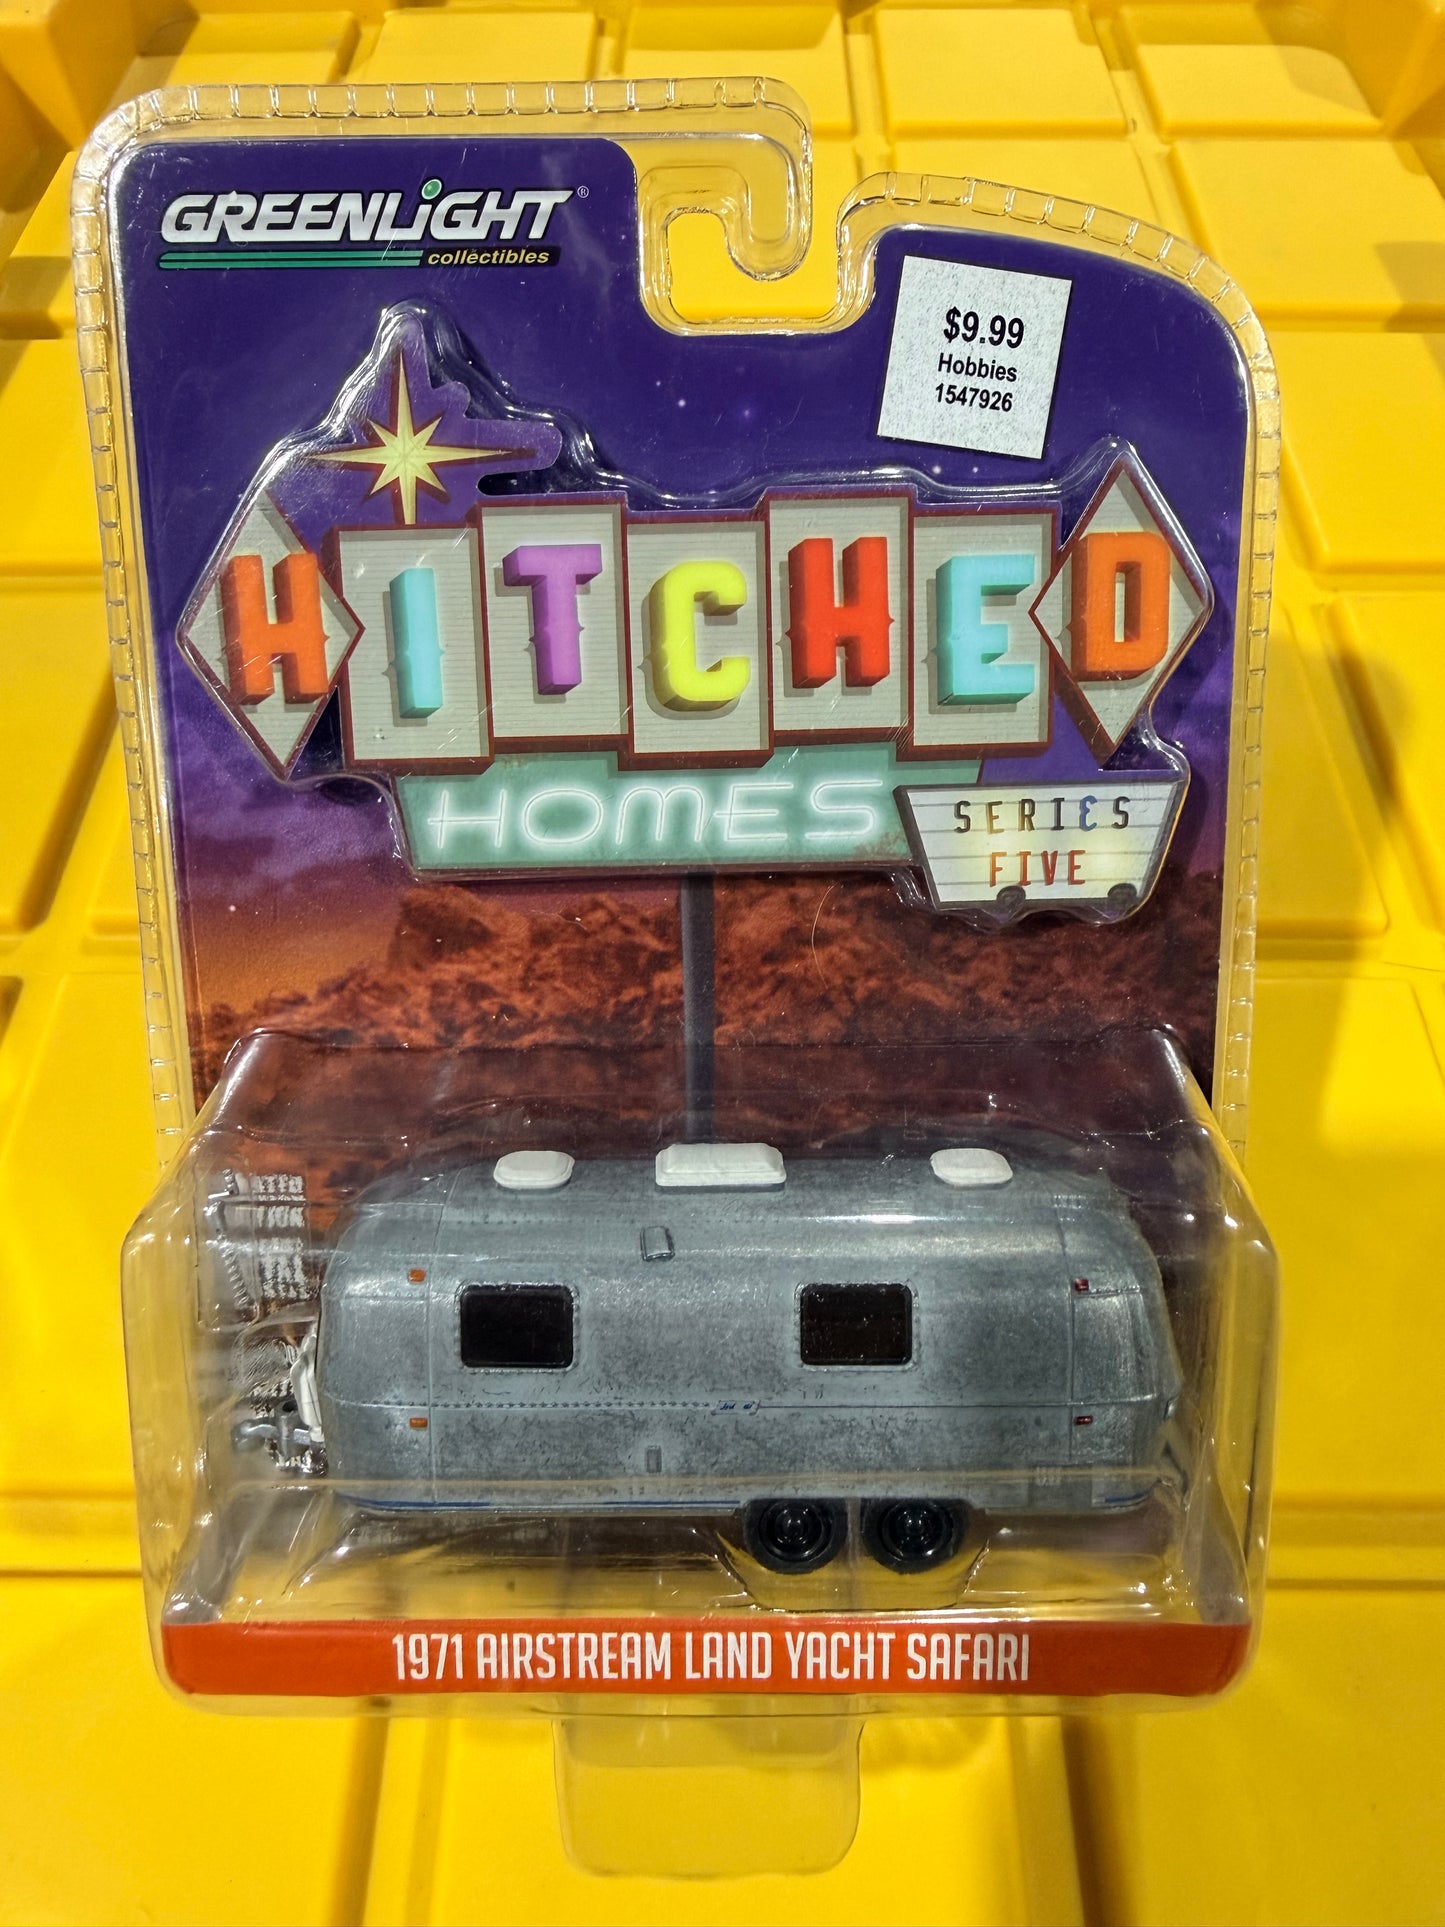 GREENLiGHT®
collectibles
$9.99
Hobbies
1547926
HITCHED
HOMES
SERIES
FIVE
1971 AIRSTREAM LAND YACHT SAFARI